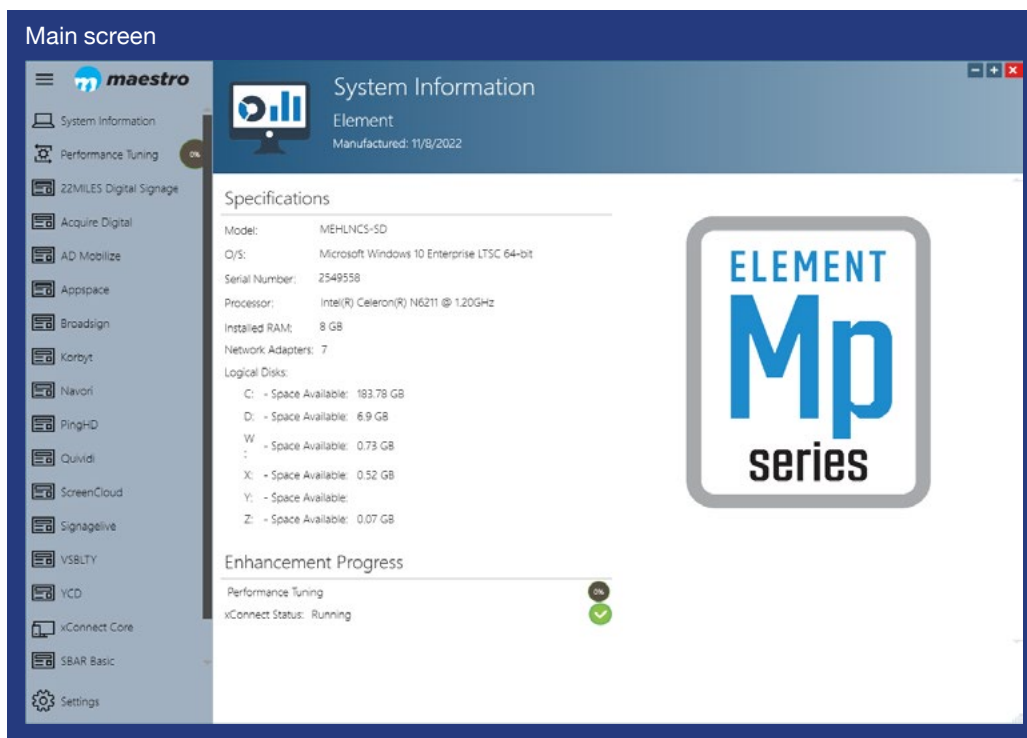 Main screen
maestro
System Information
Performance Tuning
0%
22MILES Digital Signage
Acquire Digital
AD Mobilize
Appspace
Broadsign
Korbyt
Navori
PingHD
Quividi
ScreenCloud
Signagelive
VSBLTY
YCD
xConnect Core
SBAR Basic
Settings
System Information
Element
Manufactured: 11/8/2022
Specifications
Model: MEHLNCS-SD
O/S: Microsoft Windows 10 Enterprise LTSC 64-bit
Serial Number: 2549558
Processor: Intel(R) Celeron(R) N6211 @ 1.20GHz
Installed RAM: 8 GB
Network Adapters: 7
Logical Disks:
C: - Space Available: 183.78 GB
D: - Space Available: 6.9 GB
W
: - Space Available: 0.73 GB
X: - Space Available: 0.52 GB
Y: - Space Available:
Z: - Space Available: 0.07 GB
Enhancement Progress
Performance Tuning 0%
xConnect Status: Running
ELEMENT
Mp
series